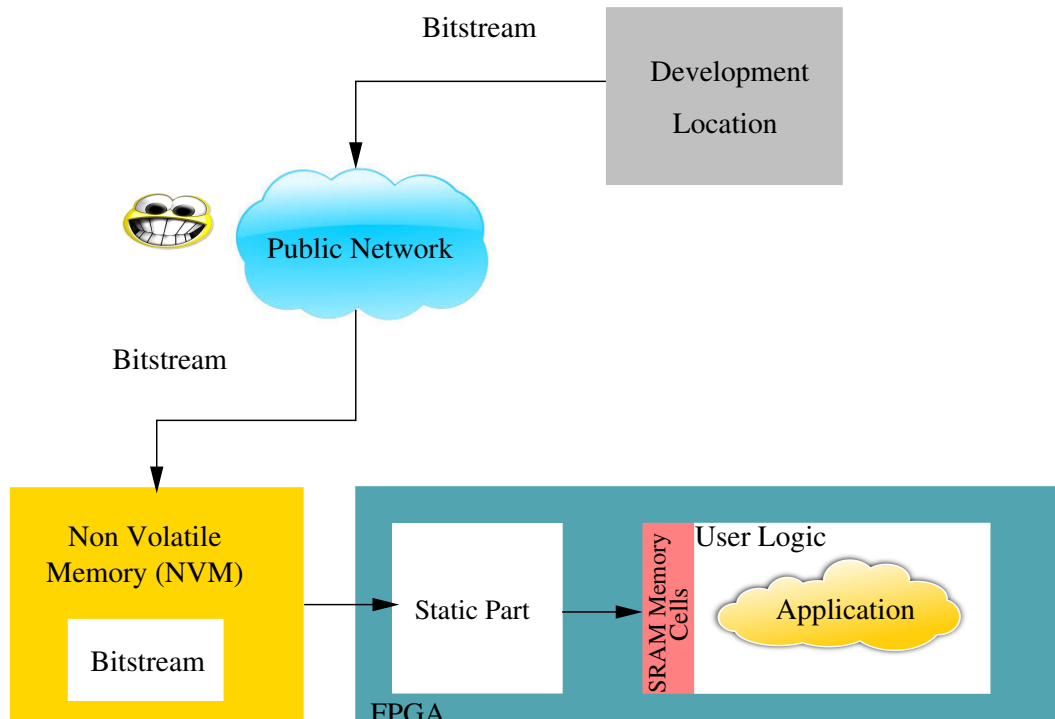 Bitstream
Development
Location
Public Network
Bitstream
Non Volatile
Memory (NVM)
Bitstream
Static Part
SRAM Memory
Cells
User Logic
Application
FPGA